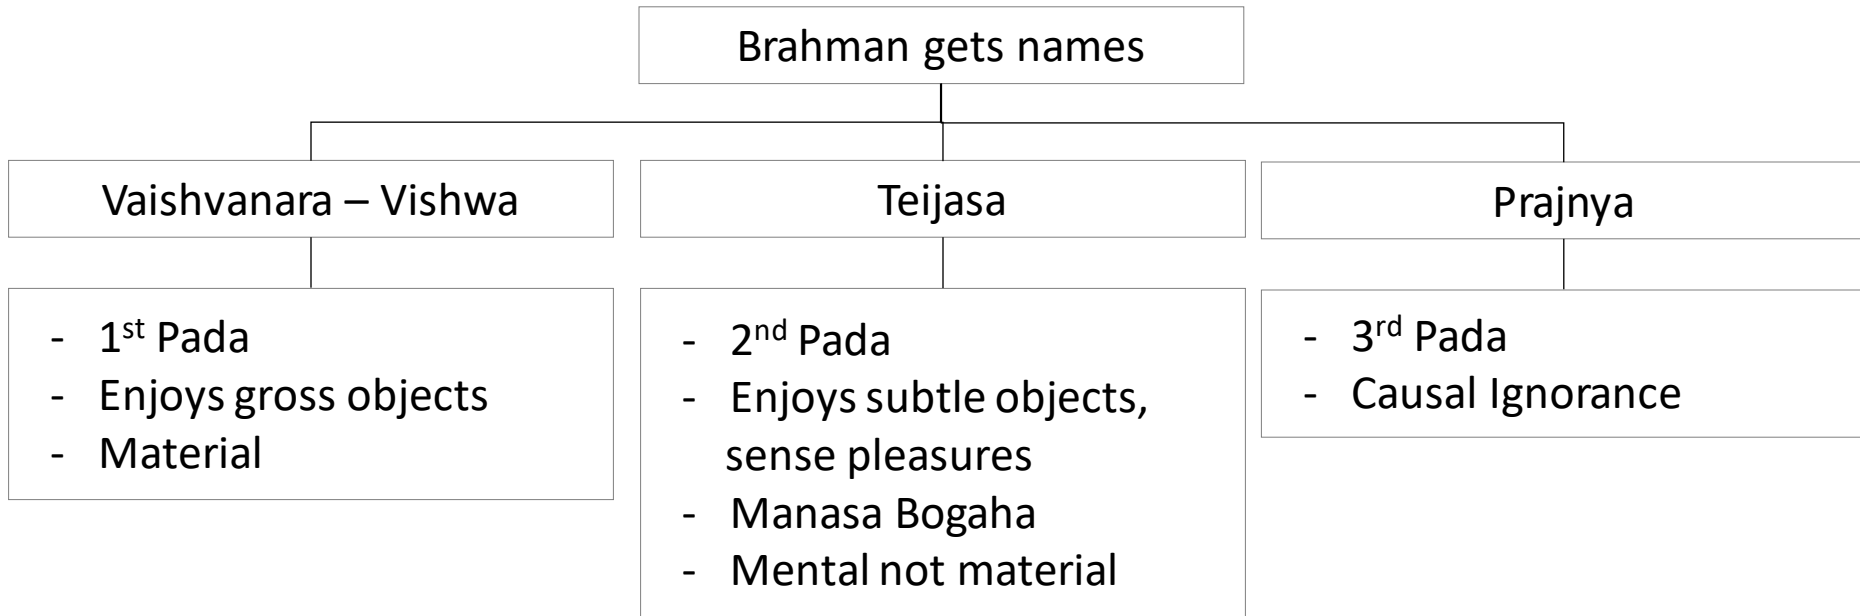 Brahman gets names
Vaishvanara – Vishwa
- 1st Pada
- Enjoys gross objects
- Material
Teijasa
- 2nd Pada
- Enjoys subtle objects,
sense pleasures
- Manasa Bogaha
- Mental not material
Prajnya
- 3rd Pada
- Causal Ignorance